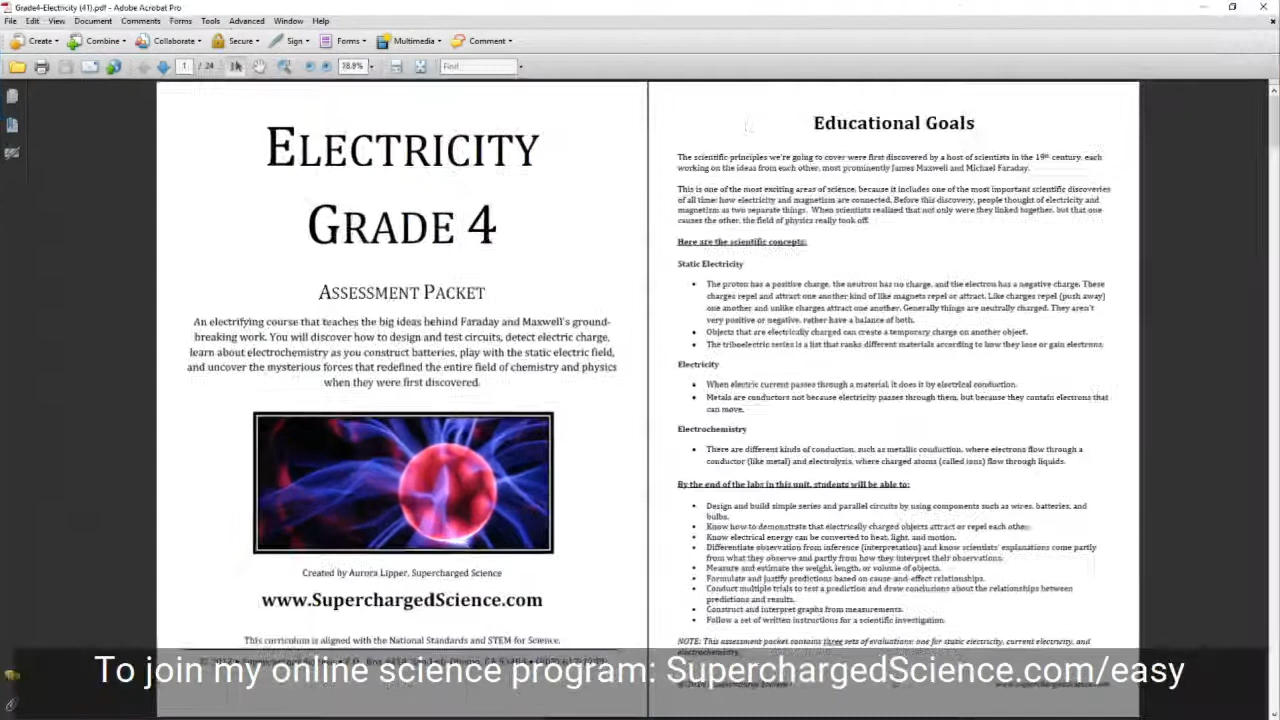 Grade4-Electricity (41).pdf - Adobe Acrobat Pro
File Edit View Document Comments Forms Tools Advanced Window Help
Create Combine Collaborate Secure Sign Forms Multimedia Comment
1 / 24 78.8% Find
ELECTRICITY
GRADE 4
ASSESSMENT PACKET
An electrifying course that teaches the big ideas behind Faraday and Maxwell's ground-
breaking work. You will discover how to design and test circuits, detect electric charge,
learn about electrochemistry as you construct batteries, play with the static electric field,
and uncover the mysterious forces that redefined the entire field of chemistry and physics
when they were first discovered.
Created by Aurora Lipper, Supercharged Science
www.SuperchargedScience.com
This curriculum is aligned with the National Standards and STEM for Science.
Educational Goals
The scientific principles we're going to cover were first discovered by a host of scientists in the 19th century, each
working on the ideas from each other, most prominently James Maxwell and Michael Faraday.
This is one of the most exciting areas of science, because it includes one of the most important scientific discoveries
of all time: how electricity and magnetism are connected. Before this discovery, people thought of electricity and
magnetism as two separate things. When scientists realized that not only were they linked together, but that one
causes the other, the field of physics really took off.
Here are the scientific concepts:
Static Electricity
• The proton has a positive charge, the neutron has no charge, and the electron has a negative charge. These
charges repel and attract one another kind of like magnets repel or attract. Like charges repel (push away)
one another and unlike charges attract one another. Generally things are neutrally charged. They aren't
very positive or negative, rather have a balance of both.
• Objects that are electrically charged can create a temporary charge on another object.
• The triboelectric series is a list that ranks different materials according to how they lose or gain electrons.
Electricity
• When electric current passes through a material, it does it by electrical conduction.
• Metals are conductors not because electricity passes through them, but because they contain electrons that
can move.
Electrochemistry
• There are different kinds of conduction, such as metallic conduction, where electrons flow through a
conductor (like metal) and electrolysis, where charged atoms (called ions) flow through liquids.
By the end of the labs in this unit, students will be able to:
• Design and build simple series and parallel circuits by using components such as wires, batteries, and
bulbs.
• Know how to demonstrate that electrically charged objects attract or repel each other.
• Know electrical energy can be converted to heat, light, and motion.
• Differentiate observation from inference (interpretation) and know scientists' explanations come partly
from what they observe and partly from how they interpret their observations.
• Measure and estimate the weight, length, or volume of objects.
• Formulate and justify predictions based on cause-and-effect relationships.
• Conduct multiple trials to test a prediction and draw conclusions about the relationships between
predictions and results.
• Construct and interpret graphs from measurements.
• Follow a set of written instructions for a scientific investigation.
NOTE: This assessment packet contains three sets of evaluations: one for static electricity, current electricity, and
electrochemistry.
To join my online science program: SuperchargedScience.com/easy